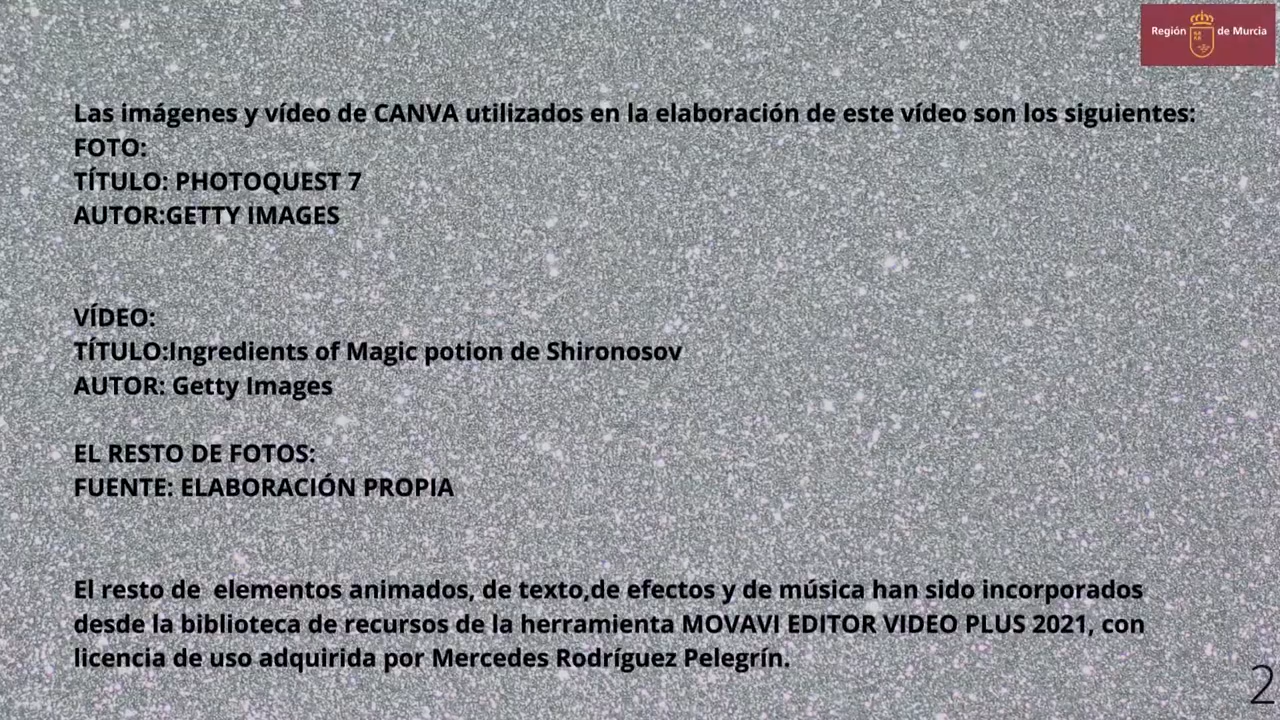 Región de Murcia
Las imágenes y vídeo de CANVA utilizados en la elaboración de este vídeo son los siguientes:
FOTO:
TÍTULO: PHOTOQUEST 7
AUTOR:GETTY IMAGES
VÍDEO:
TÍTULO:Ingredients of Magic potion de Shironosov
AUTOR: Getty Images
EL RESTO DE FOTOS:
FUENTE: ELABORACIÓN PROPIA
El resto de  elementos animados, de texto,de efectos y de música han sido incorporados
desde la biblioteca de recursos de la herramienta MOVAVI EDITOR VIDEO PLUS 2021, con
licencia de uso adquirida por Mercedes Rodríguez Pelegrín.
2